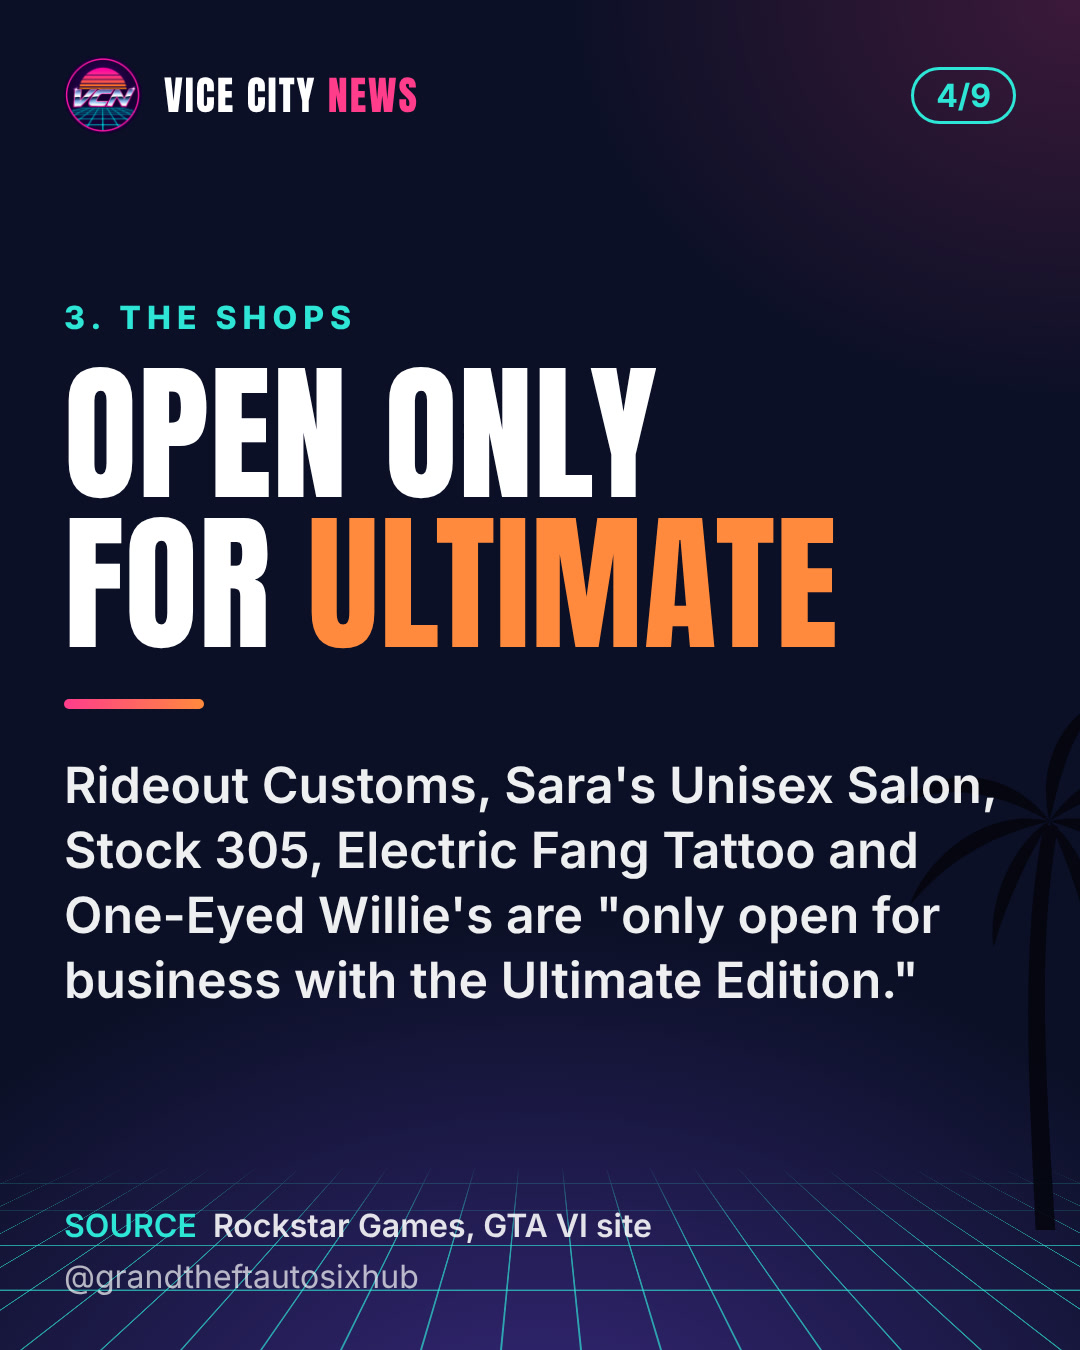 VCN
VICE CITY NEWS
4/9
3. THE SHOPS
OPEN ONLY
FOR ULTIMATE
Rideout Customs, Sara's Unisex Salon,
Stock 305, Electric Fang Tattoo and
One-Eyed Willie's are "only open for
business with the Ultimate Edition."
SOURCE Rockstar Games, GTA VI site
@grandtheftautosixhub